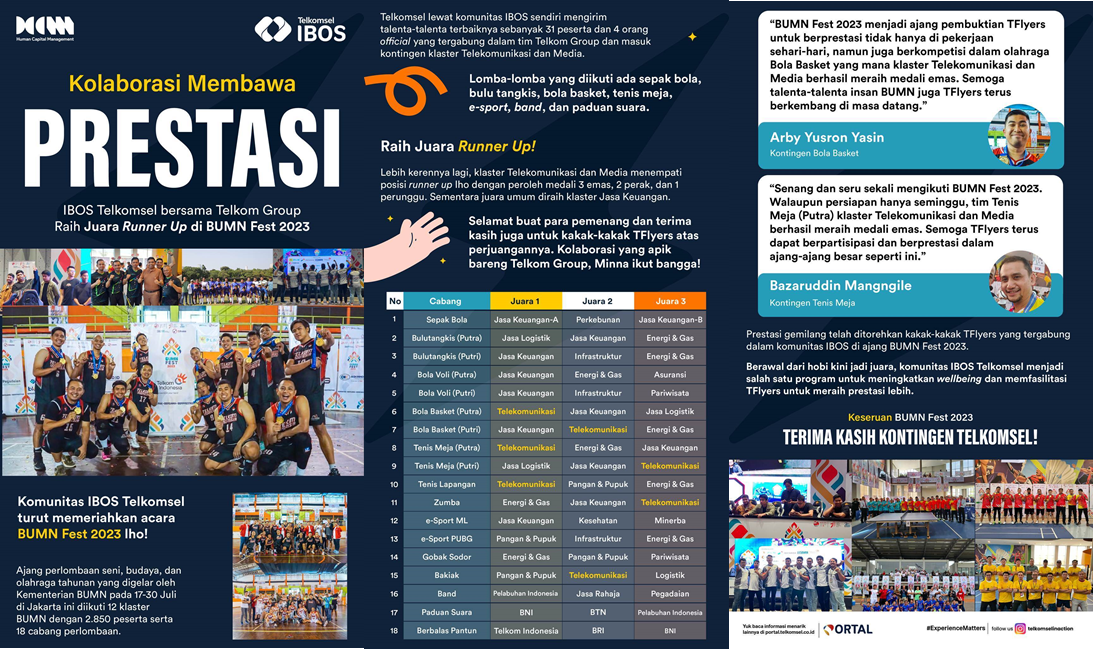 Human Capital Management
Telkomsel
IBOS
Kolaborasi Membawa
PRESTASI
IBOS Telkomsel bersama Telkom Group
Raih Juara Runner Up di BUMN Fest 2023
Komunitas IBOS Telkomsel
turut memeriahkan acara
BUMN Fest 2023 lho!
Ajang perlombaan seni, budaya, dan
olahraga tahunan yang digelar oleh
Kementerian BUMN pada 17-30 Juli
di Jakarta ini diikuti 12 klaster
BUMN dengan 2.850 peserta serta
18 cabang perlombaan.
Telkomsel lewat komunitas IBOS sendiri mengirim
talenta-talenta terbaiknya sebanyak 31 peserta dan 4 orang
official yang tergabung dalam tim Telkom Group dan masuk
kontingen klaster Telekomunikasi dan Media.
Lomba-lomba yang diikuti ada sepak bola,
bulu tangkis, bola basket, tenis meja,
e-sport, band, dan paduan suara.
Raih Juara Runner Up!
Lebih kerennya lagi, klaster Telekomunikasi dan Media menempati
posisi runner up lho dengan peroleh medali 3 emas, 2 perak, dan 1
perunggu. Sementara juara umum diraih klaster Jasa Keuangan.
Selamat buat para pemenang dan terima
kasih juga untuk kakak-kakak TFlyers atas
perjuangannya. Kolaborasi yang apik
bareng Telkom Group, Minna ikut bangga!
No Cabang Juara 1 Juara 2 Juara 3
1 Sepak Bola Jasa Keuangan-A Perkebunan Jasa Keuangan-B
2 Bulutangkis (Putra) Jasa Logistik Jasa Keuangan Energi & Gas
3 Bulutangkis (Putri) Jasa Keuangan Infrastruktur Energi & Gas
4 Bola Voli (Putra) Jasa Keuangan Energi & Gas Asuransi
5 Bola Voli (Putri) Jasa Keuangan Infrastruktur Pariwisata
6 Bola Basket (Putra) Telekomunikasi Jasa Keuangan Jasa Logistik
7 Bola Basket (Putri) Jasa Keuangan Telekomunikasi Energi & Gas
8 Tenis Meja (Putra) Telekomunikasi Energi & Gas Jasa Keuangan
9 Tenis Meja (Putri) Jasa Logistik Jasa Keuangan Telekomunikasi
10 Tenis Lapangan Telekomunikasi Pangan & Pupuk Energi & Gas
11 Zumba Energi & Gas Jasa Keuangan Telekomunikasi
12 e-Sport ML Jasa Keuangan Kesehatan Minerba
13 e-Sport PUBG Pangan & Pupuk Infrastruktur Energi & Gas
14 Gobak Sodor Energi & Gas Pangan & Pupuk Pariwisata
15 Bakiak Pangan & Pupuk Telekomunikasi Logistik
16 Band Pelabuhan Indonesia Jasa Rahaja Pegadaian
17 Paduan Suara BNI BTN Pelabuhan Indonesia
18 Berbalas Pantun Telkom Indonesia BRI BNI
“BUMN Fest 2023 menjadi ajang pembuktian TFlyers
untuk berprestasi tidak hanya di pekerjaan
sehari-hari, namun juga berkompetisi dalam olahraga
Bola Basket yang mana klaster Telekomunikasi dan
Media berhasil meraih medali emas. Semoga
talenta-talenta insan BUMN juga TFlyers terus
berkembang di masa datang.”
Arby Yusron Yasin
Kontingen Bola Basket
“Senang dan seru sekali mengikuti BUMN Fest 2023.
Walaupun persiapan hanya seminggu, tim Tenis
Meja (Putra) klaster Telekomunikasi dan Media
berhasil meraih medali emas. Semoga TFlyers terus
dapat berpartisipasi dan berprestasi dalam
ajang-ajang besar seperti ini.”
Bazaruddin Mangngile
Kontingen Tenis Meja
Prestasi gemilang telah ditorehkan kakak-kakak TFlyers yang tergabung
dalam komunitas IBOS di ajang BUMN Fest 2023.
Berawal dari hobi kini jadi juara, komunitas IBOS Telkomsel menjadi
salah satu program untuk meningkatkan wellbeing dan memfasilitasi
TFlyers untuk meraih prestasi lebih.
Keseruan BUMN Fest 2023
TERIMA KASIH KONTINGEN TELKOMSEL!
Yuk baca informasi menarik
lainnya di portal.telkomsel.co.id
PORTAL
#ExperienceMatters follow us telkomselinaction